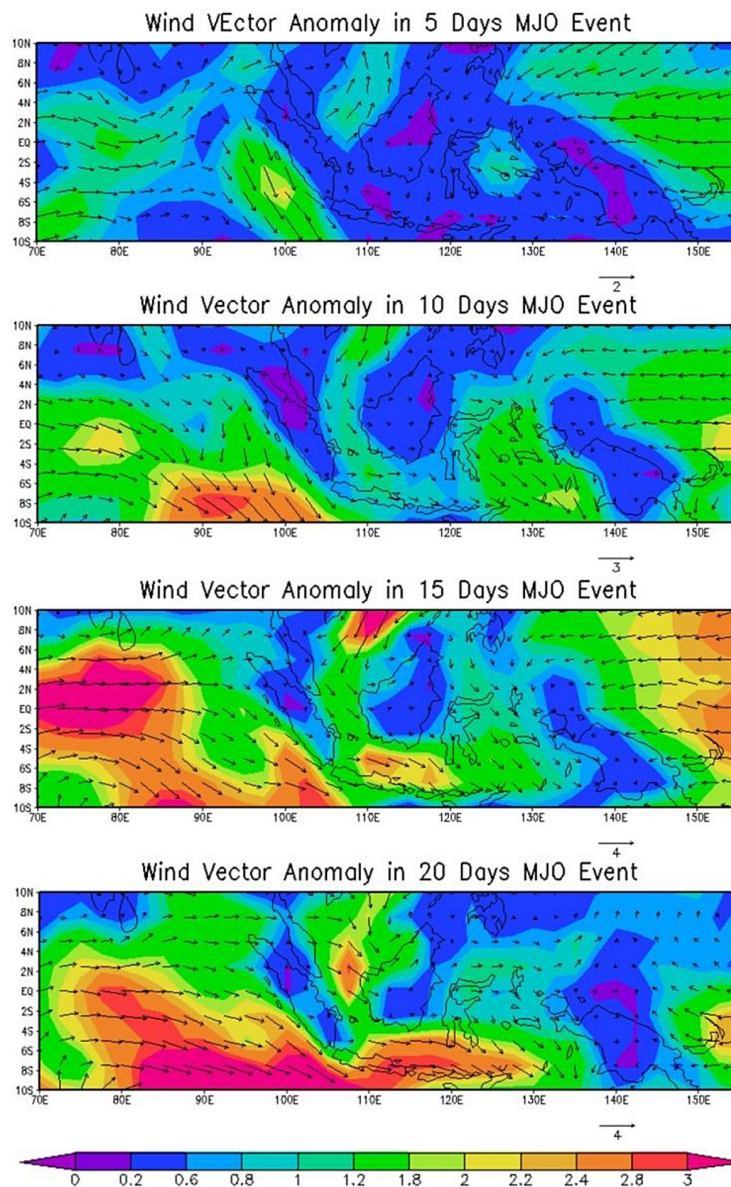 Wind VEctor Anomaly in 5 Days MJO Event
10N
8N
6N
4N
2N
EQ
2S
4S
6S
8S
10S
70E 80E 90E 100E 110E 120E 130E 140E 150E
2
Wind Vector Anomaly in 10 Days MJO Event
10N
8N
6N
4N
2N
EQ
2S
4S
6S
8S
10S
70E 80E 90E 100E 110E 120E 130E 140E 150E
3
Wind Vector Anomaly in 15 Days MJO Event
10N
8N
6N
4N
2N
EQ
2S
4S
6S
8S
10S
70E 80E 90E 100E 110E 120E 130E 140E 150E
4
Wind Vector Anomaly in 20 Days MJO Event
10N
8N
6N
4N
2N
EQ
2S
4S
6S
8S
10S
70E 80E 90E 100E 110E 120E 130E 140E 150E
4
0 0.2 0.6 0.8 1 1.2 1.8 2 2.2 2.4 2.8 3